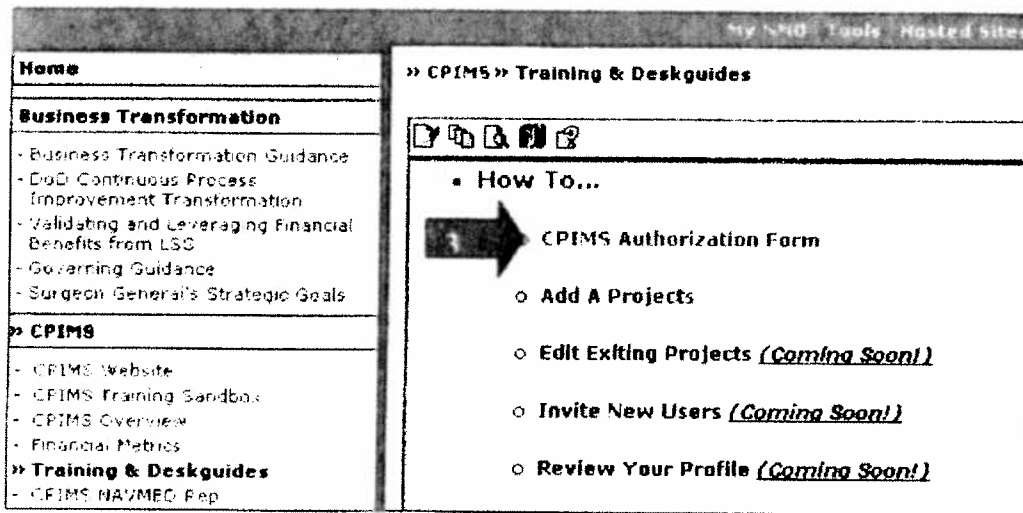 My NMO Tools Hosted Sites
Home
Business Transformation
- Business Transformation Guidance
- DoD Continuous Process
Improvement Transformation
- Validating and Leveraging Financial
Benefits from LSS
- Governing Guidance
- Surgeon General's Strategic Goals
» CPIMS
- CPIMS Website
- CPIMS Training Sandbox
- CPIMS Overview
- Financial Metrics
» Training & Deskguides
- CPIMS NAVMED Rep
» CPIMS » Training & Deskguides
▪ How To...
3
CPIMS Authorization Form
○ Add A Projects
○ Edit Exiting Projects (Coming Soon!)
○ Invite New Users (Coming Soon!)
○ Review Your Profile (Coming Soon!)